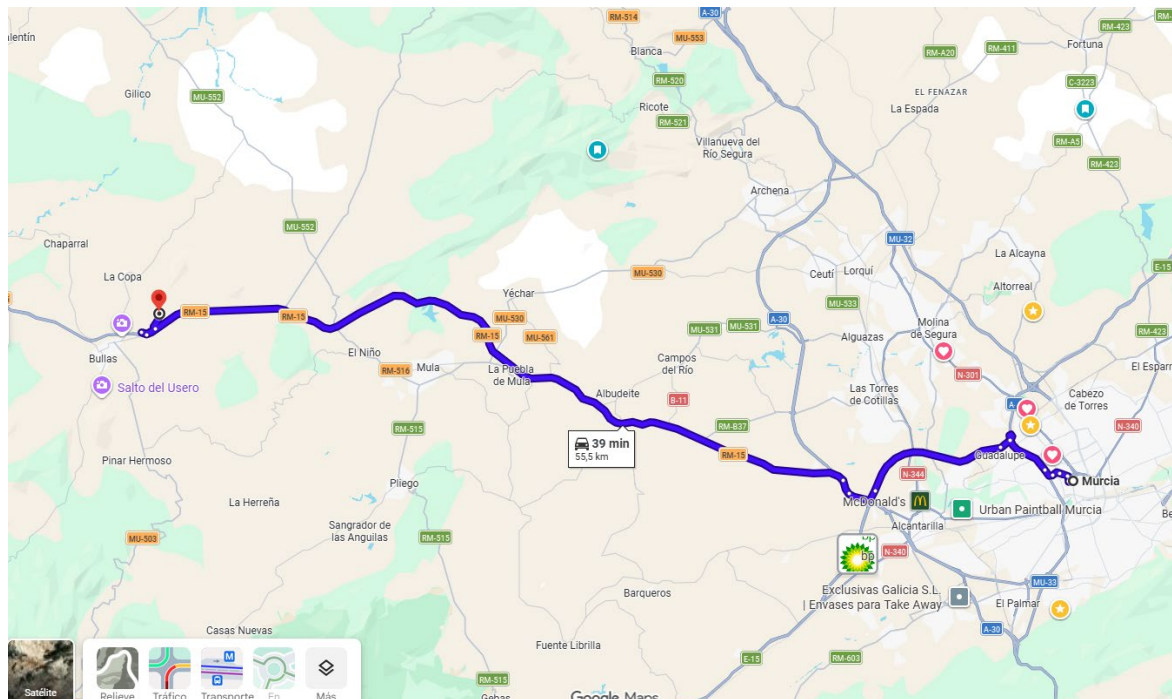 RM-514
A-30
RM-423
alentín
MU-553
Blanca
RM-A20
RM-411
Fortuna
Gilico
MU-552
RM-520
C-3223
EL FENAZAR
Ricote
La Espada
RM-521
Villanueva del
Río Segura
RM-A5
RM-423
Archena
MU-552
Chaparral
MU-32
La Alcayna
E-15
La Copa
MU-530
Ceutí
Lorquí
Altorreal
Yéchar
RM-15
RM-15
MU-530
MU-533
A-30
MU-531
MU-531
Molina
de Segura
RM-423
RM-15
MU-561
Alguazas
Bullas
El Niño
Campos
del Río
RM-516
Mula
La Puebla
de Mula
N-301
Salto del Usero
Albudeite
B-11
Las Torres
de Cotillas
Cabezo
de Torres
RM-515
RM-B37
N-340
39 min
55,5 km
RM-15
Guadalupe
Pinar Hermoso
N-344
Murcia
Pliego
La Herreña
McDonald's
Urban Paintball Murcia
Sangrador de
las Anguilas
Alcantarilla
MU-503
RM-515
bp
N-340
MU-33
Barqueros
Exclusivas Galicia S.L.
| Envases para Take Away
El Palmar
Casas Nuevas
A-30
Fuente Librilla
E-15
RM-603
RM-515
Satélite
Relieve
Tráfico
M
Transporte
En
Más
Google Maps